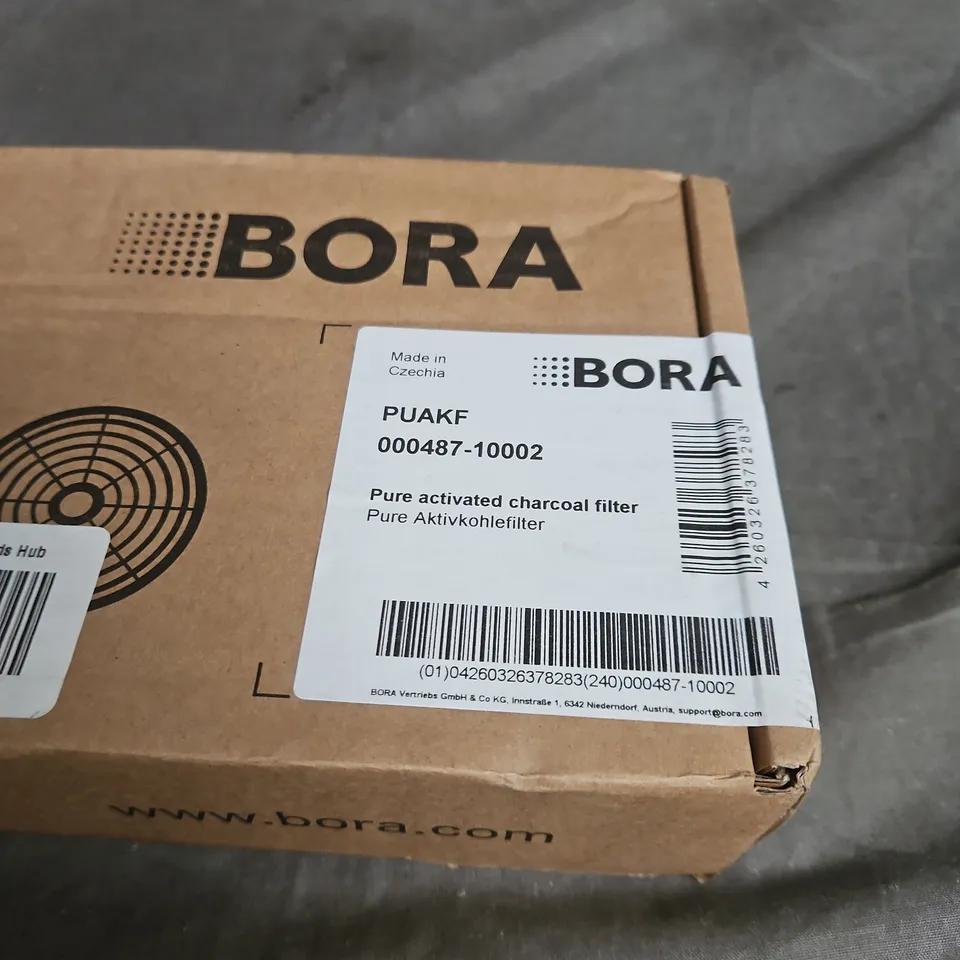 BORA
Made in
Czechia
BORA
PUAKF
000487-10002
Pure activated charcoal filter
Pure Aktivkohlefilter
4 260326 378283
ds Hub
(01)04260326378283(240)000487-10002
BORA Vertriebs GmbH & Co KG, Innstraße 1, 6342 Niederndorf, Austria, support@bora.com
www.bora.com